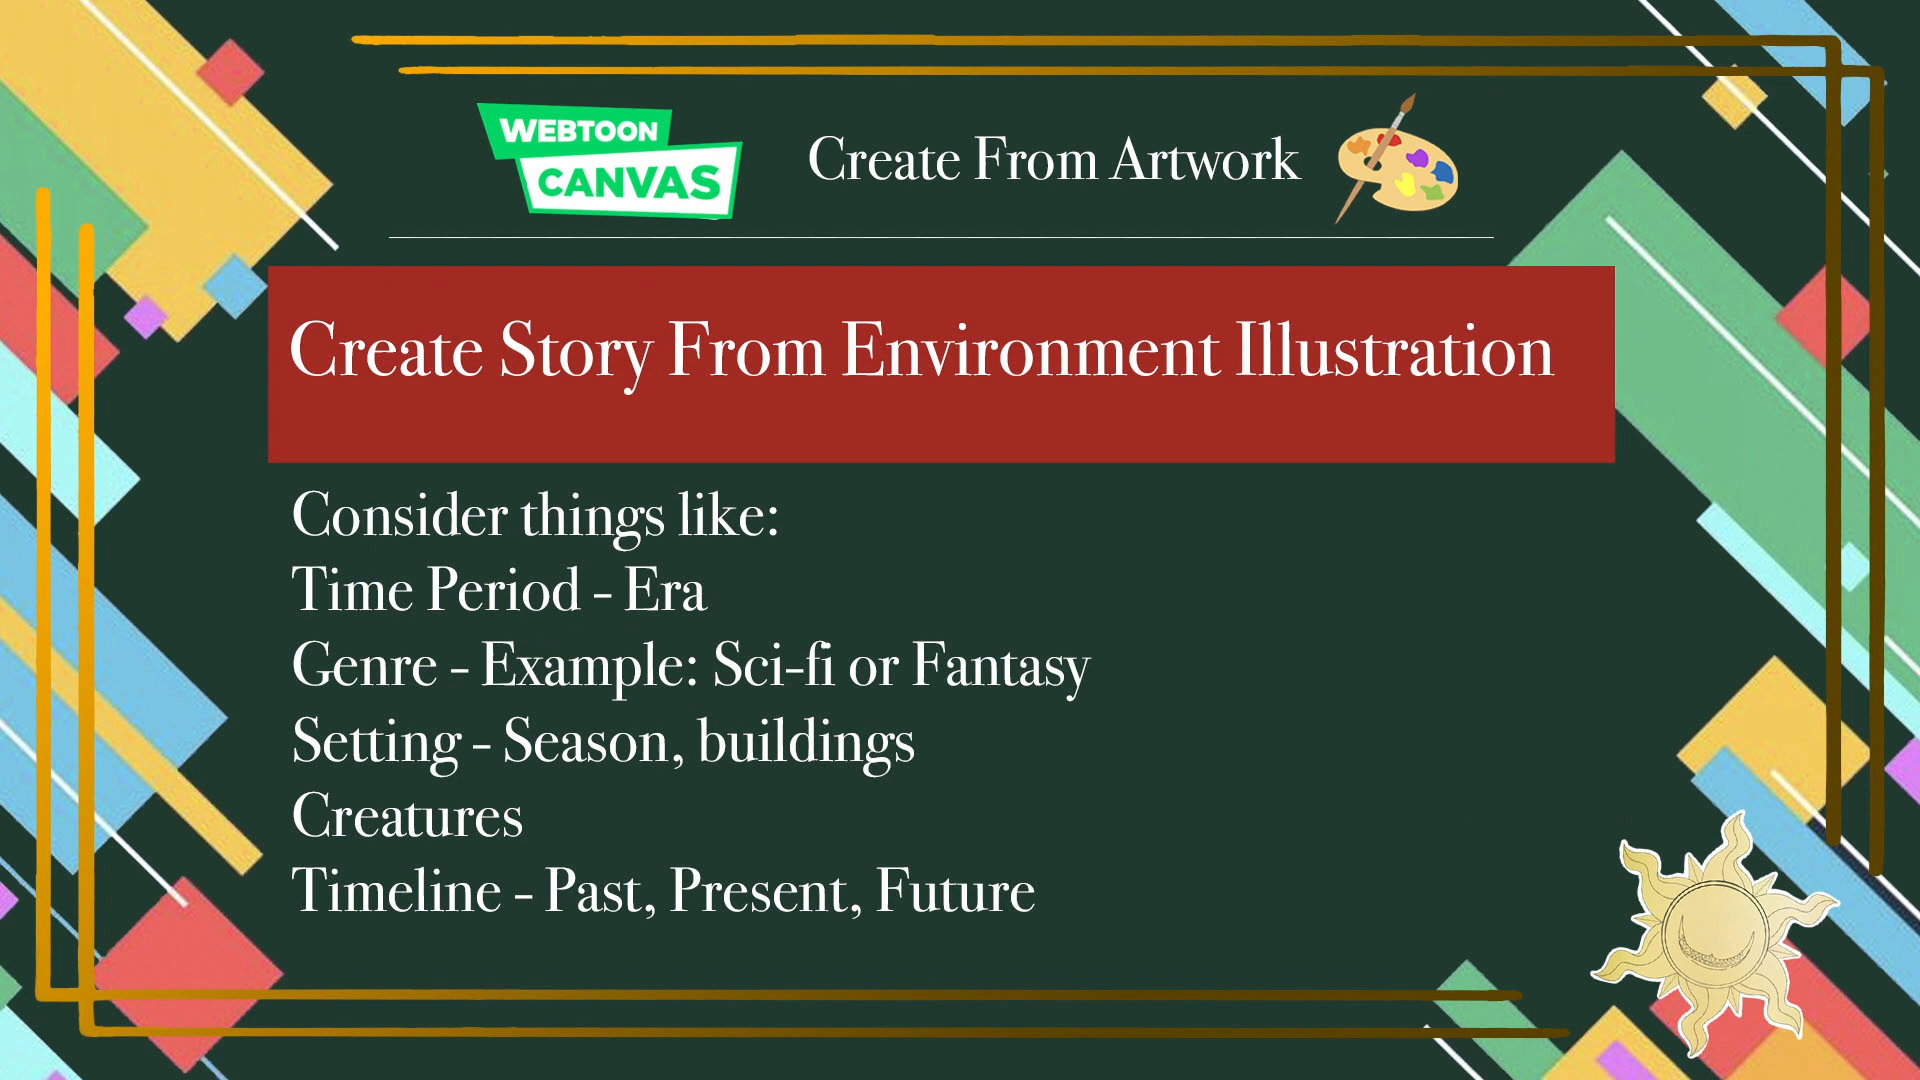 WEBTOON
CANVAS
Create From Artwork
Create Story From Environment Illustration
Consider things like:
Time Period - Era
Genre - Example: Sci-fi or Fantasy
Setting - Season, buildings
Creatures
Timeline - Past, Present, Future